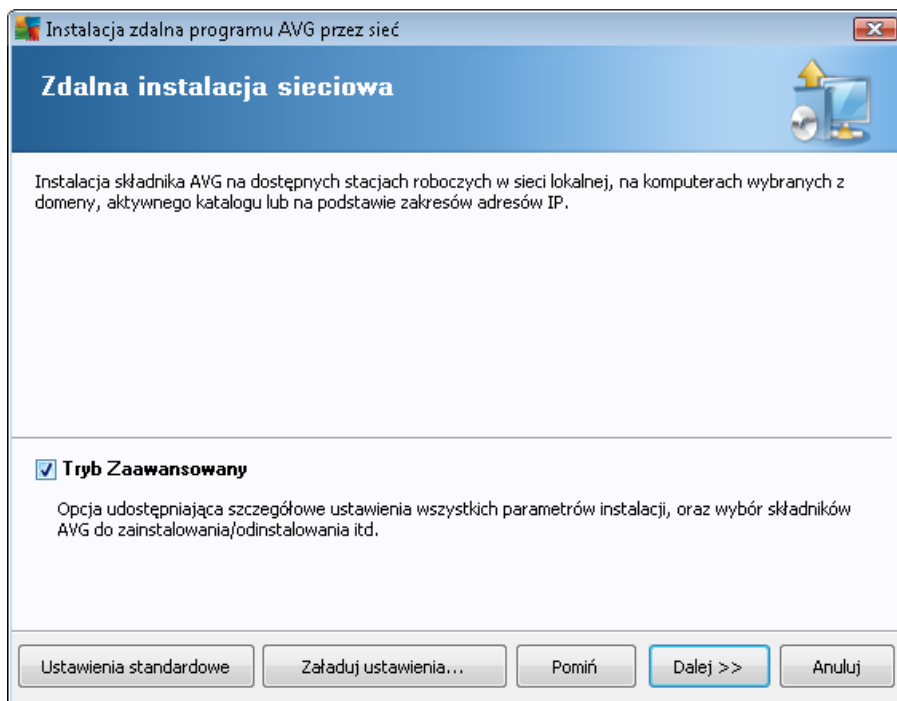 Instalacja zdalna programu AVG przez sieć
Zdalna instalacja sieciowa
Instalacja składnika AVG na dostępnych stacjach roboczych w sieci lokalnej, na komputerach wybranych z
domeny, aktywnego katalogu lub na podstawie zakresów adresów IP.
Tryb Zaawansowany
Opcja udostępniająca szczegółowe ustawienia wszystkich parametrów instalacji, oraz wybór składników
AVG do zainstalowania/odinstalowania itd.
Ustawienia standardowe Załaduj ustawienia... Pomiń Dalej >> Anuluj